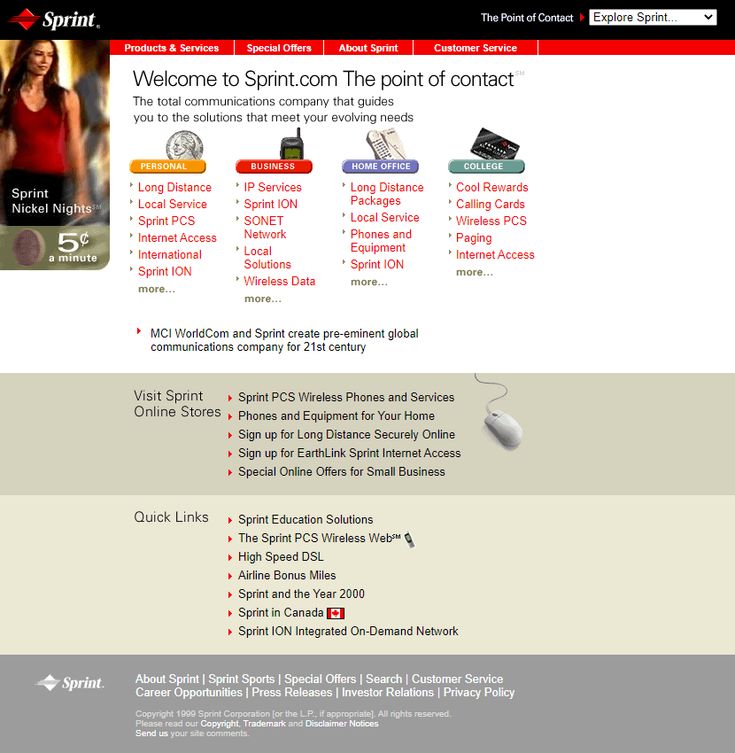 Sprint®
The Point of Contact
Explore Sprint...
Products & Services
Special Offers
About Sprint
Customer Service
Welcome to Sprint.com The point of contact℠
The total communications company that guides
you to the solutions that meet your evolving needs
Sprint
Nickel Nights℠
5¢
a minute
PERSONAL
Long Distance
Local Service
Sprint PCS
Internet Access
International
Sprint ION
more...
BUSINESS
IP Services
Sprint ION
SONET
Network
Local
Solutions
Wireless Data
more...
HOME OFFICE
Long Distance
Packages
Local Service
Phones and
Equipment
Sprint ION
more...
COLLEGE
Cool Rewards
Calling Cards
Wireless PCS
Paging
Internet Access
more...
MCI WorldCom and Sprint create pre-eminent global
communications company for 21st century
Visit Sprint
Online Stores
Sprint PCS Wireless Phones and Services
Phones and Equipment for Your Home
Sign up for Long Distance Securely Online
Sign up for EarthLink Sprint Internet Access
Special Online Offers for Small Business
Quick Links
Sprint Education Solutions
The Sprint PCS Wireless Web℠
High Speed DSL
Airline Bonus Miles
Sprint and the Year 2000
Sprint in Canada
Sprint ION Integrated On-Demand Network
Sprint.
About Sprint | Sprint Sports | Special Offers | Search | Customer Service
Career Opportunities | Press Releases | Investor Relations | Privacy Policy
Copyright 1999 Sprint Corporation [or the L.P., if appropriate]. All rights reserved.
Please read our Copyright, Trademark and Disclaimer Notices
Send us your site comments.